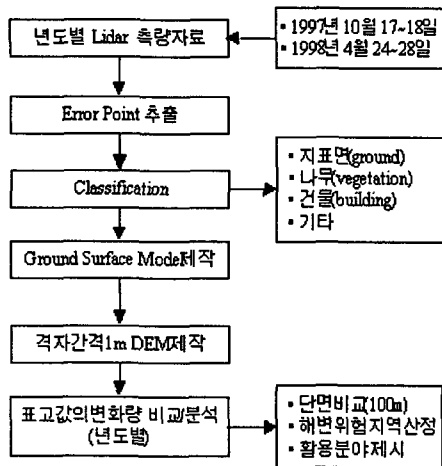 년도별 Lidar 측량자료
▪ 1997년 10월 17~18일
▪ 1998년 4월 24~28일
Error Point 추출
Classification
▪ 지표면(ground)
▪ 나무(vegetation)
▪ 건물(building)
▪ 기타
Ground Surface Mode제작
격자간격1m DEM제작
표고값의변화량 비교/분석
(년도별)
▪ 단면비교(100m)
▪ 해변위험지역산정
▪ 활용분야제시